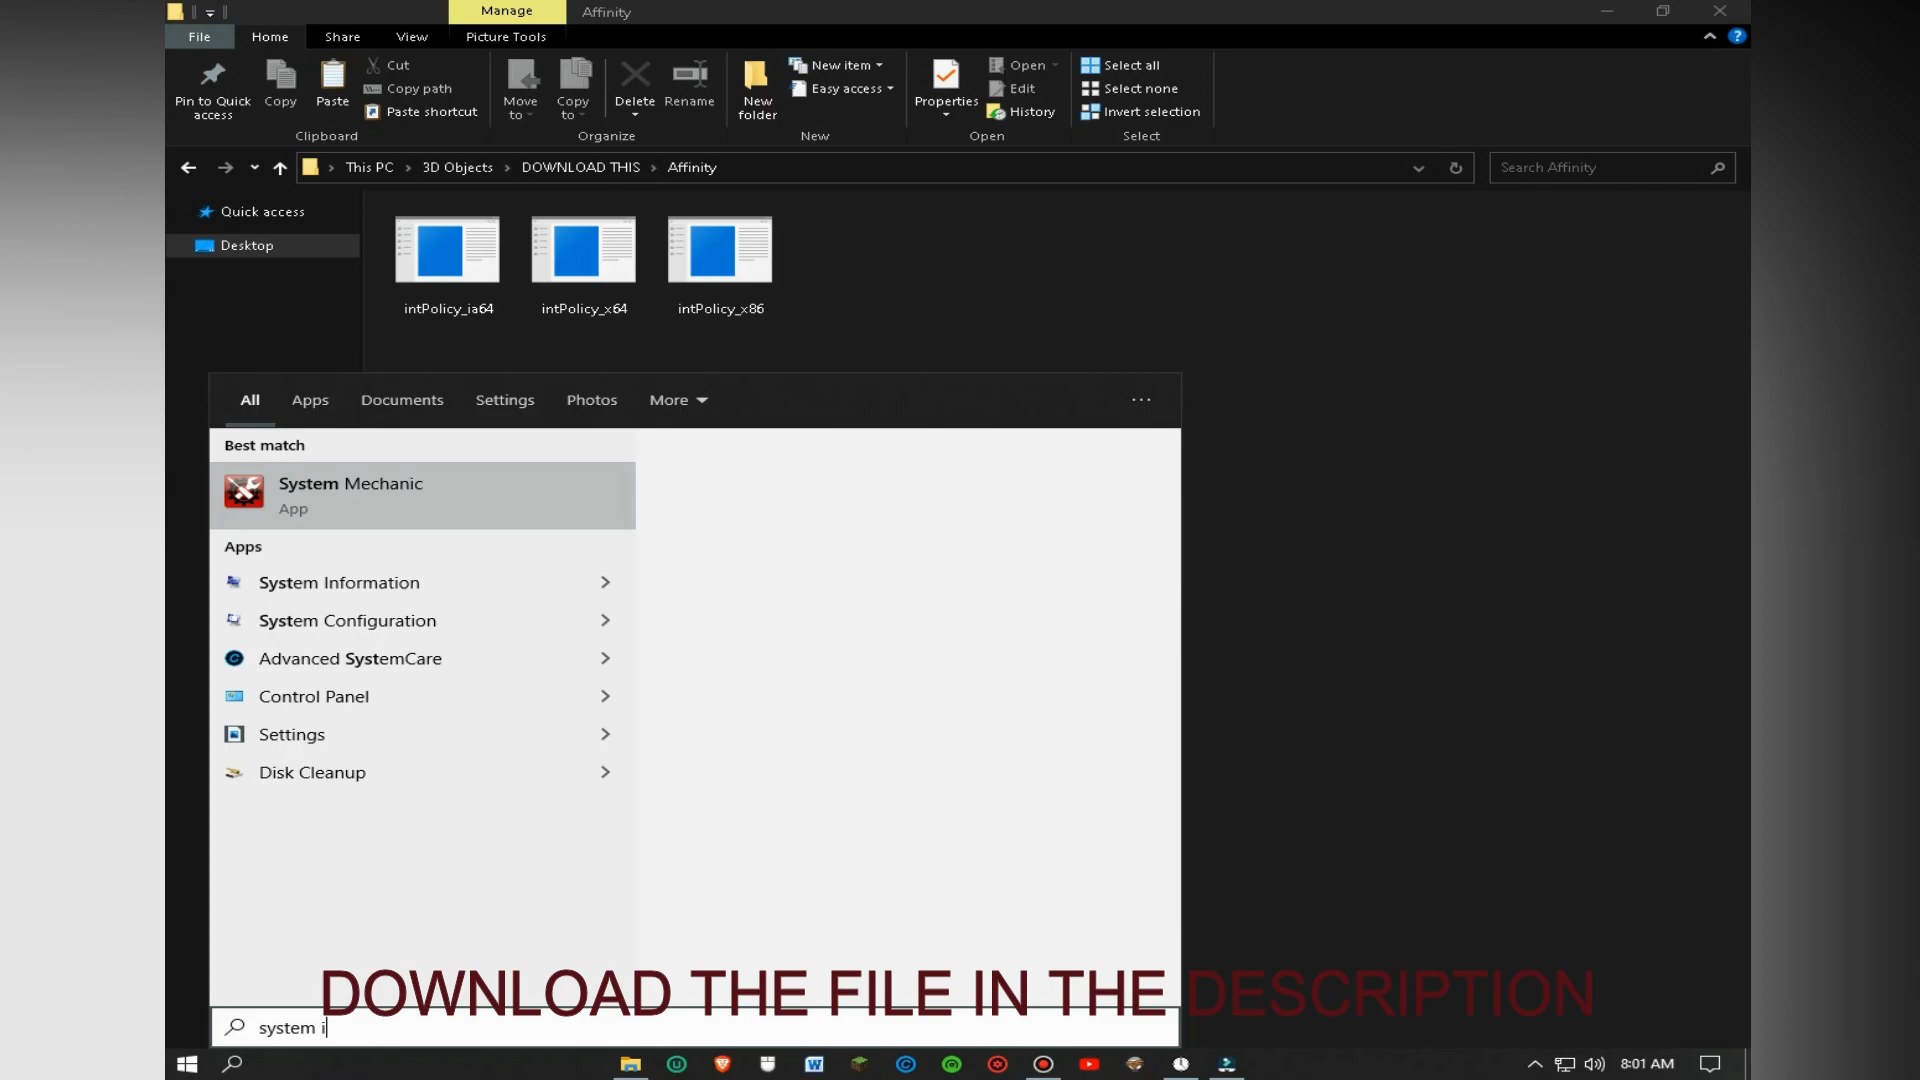 Manage
Affinity
File
Home
Share
View
Picture Tools
Pin to Quick access
Copy
Paste
Cut
Copy path
Paste shortcut
Move to
Copy to
Delete
Rename
New folder
New item
Easy access
Properties
Open
Edit
History
Select all
Select none
Invert selection
Clipboard
Organize
New
Open
Select
This PC > 3D Objects > DOWNLOAD THIS > Affinity
Search Affinity
Quick access
Desktop
intPolicy_ia64
intPolicy_x64
intPolicy_x86
All
Apps
Documents
Settings
Photos
More
Best match
System Mechanic
App
Apps
System Information
System Configuration
Advanced SystemCare
Control Panel
Settings
Disk Cleanup
DOWNLOAD THE FILE IN THE DESCRIPTION
system i
8:01 AM